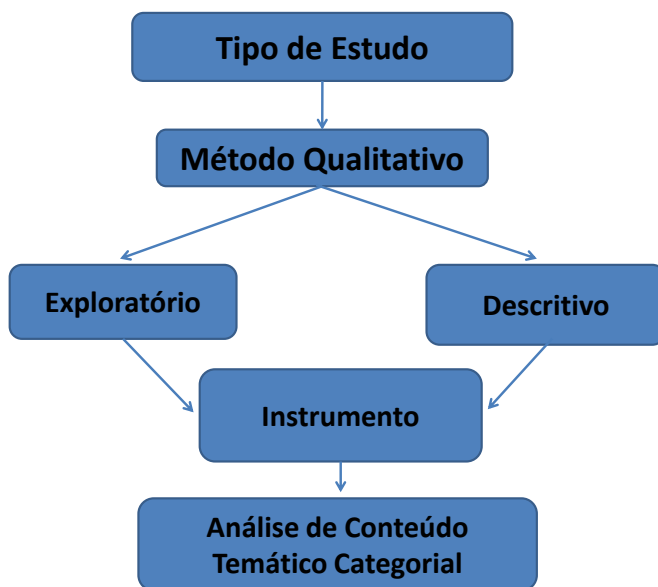 Tipo de Estudo
Método Qualitativo
Exploratório
Descritivo
Instrumento
Análise de Conteúdo
Temático Categorial